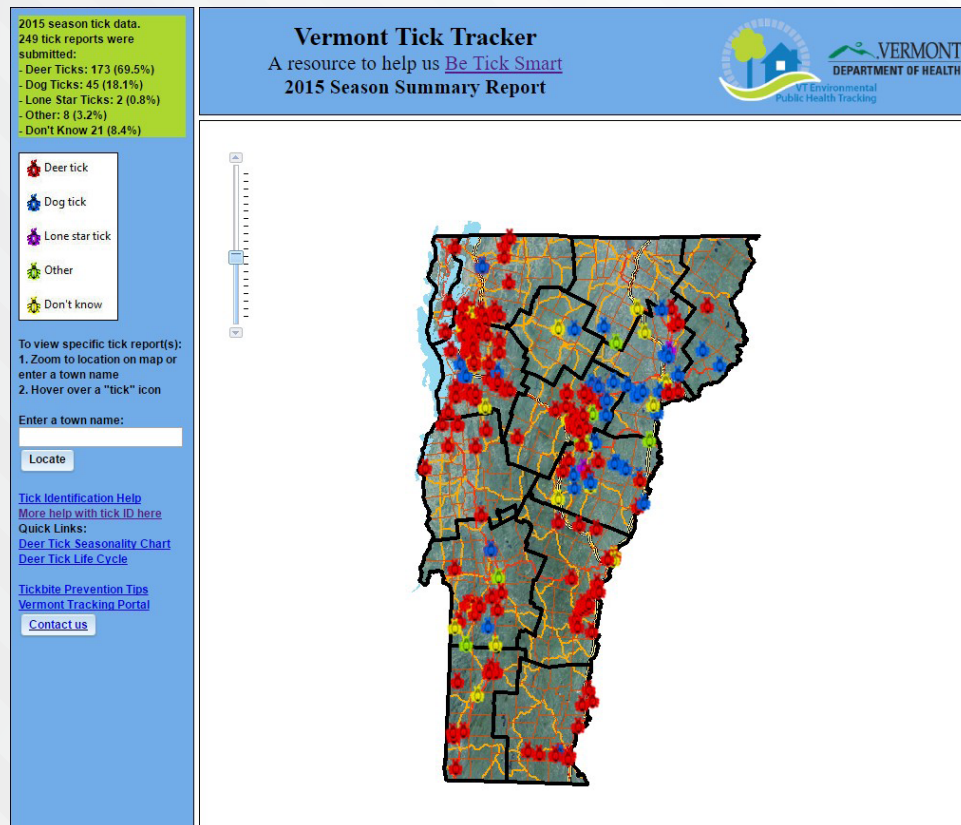 2015 season tick data.
249 tick reports were
submitted:
- Deer Ticks: 173 (69.5%)
- Dog Ticks: 45 (18.1%)
- Lone Star Ticks: 2 (0.8%)
- Other: 8 (3.2%)
- Don't Know 21 (8.4%)
Deer tick
Dog tick
Lone star tick
Other
Don't know
To view specific tick report(s):
1. Zoom to location on map or
enter a town name
2. Hover over a "tick" icon
Enter a town name:
Locate
Tick Identification Help
More help with tick ID here
Quick Links:
Deer Tick Seasonality Chart
Deer Tick Life Cycle
Tickbite Prevention Tips
Vermont Tracking Portal
Contact us
Vermont Tick Tracker
A resource to help us Be Tick Smart
2015 Season Summary Report
VT Environmental
Public Health Tracking
VERMONT
DEPARTMENT OF HEALTH